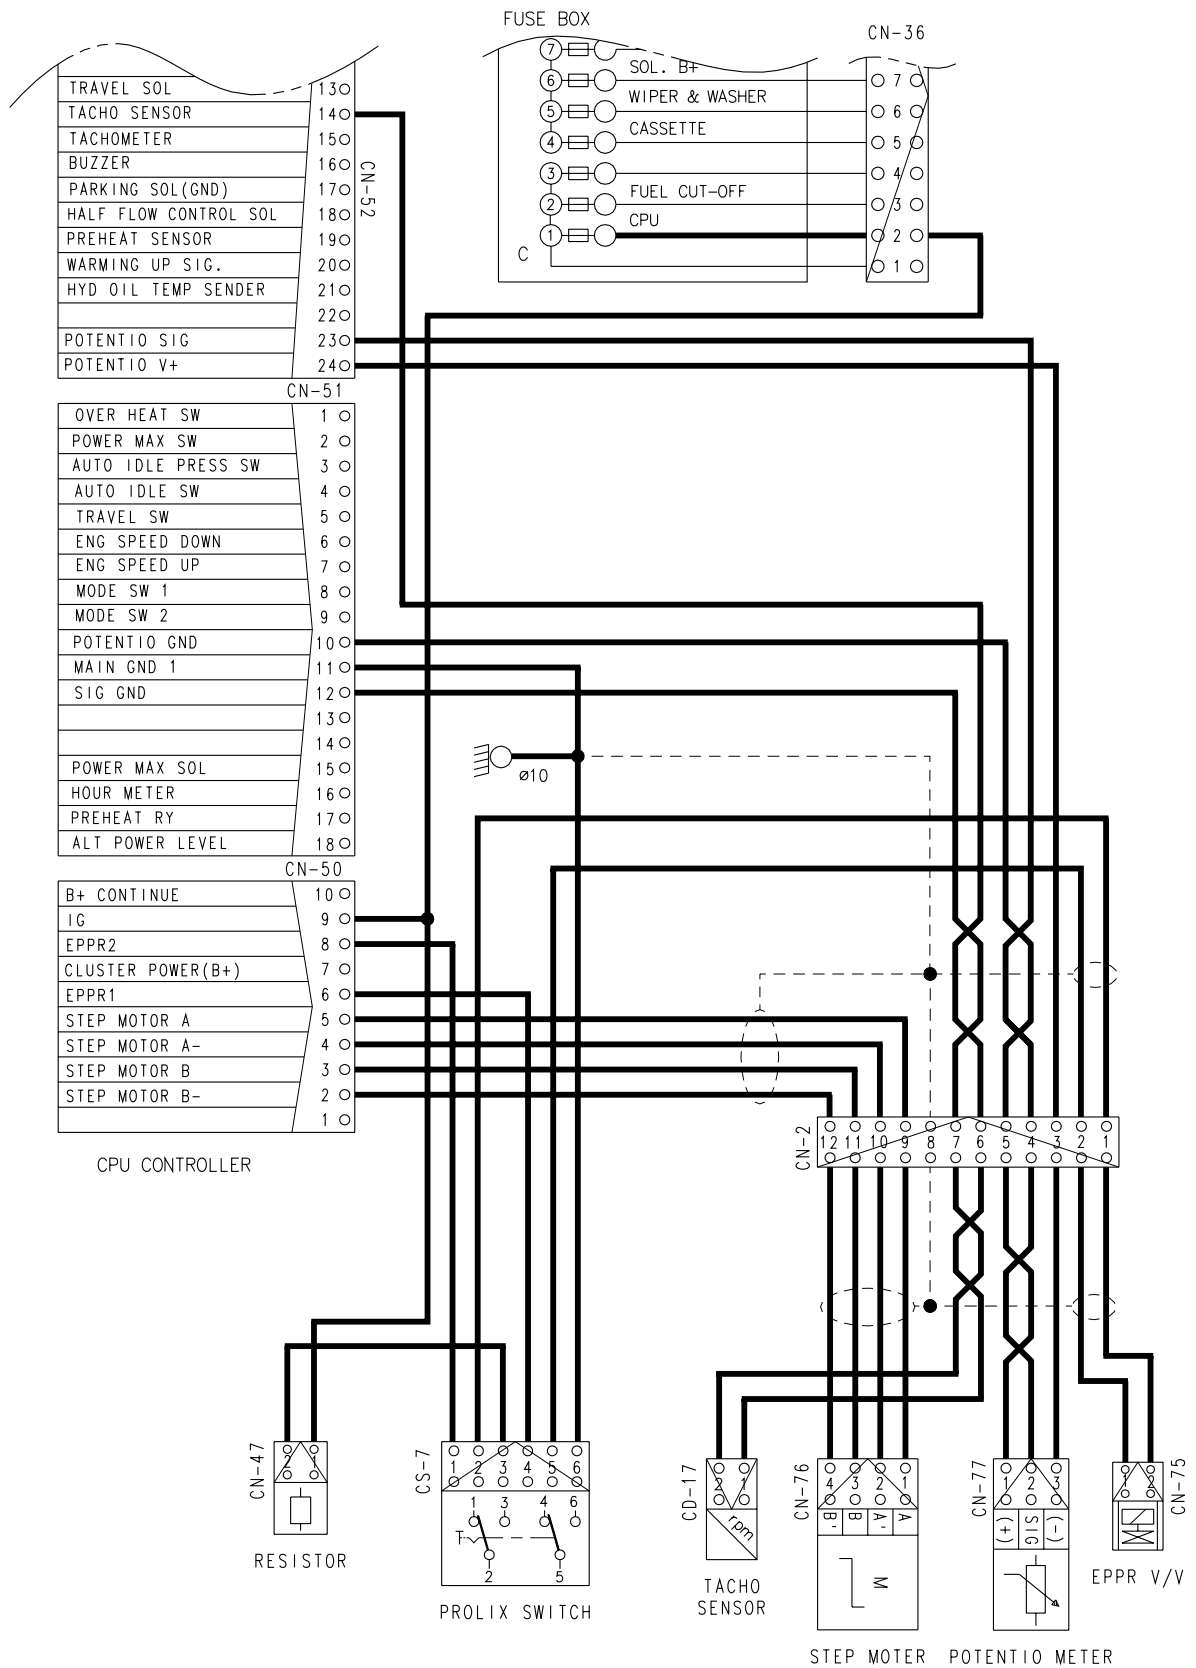 FUSE BOX
CN-36
7
SOL. B+
6
7
WIPER & WASHER
5
6
CASSETTE
4
5
3
4
FUEL CUT-OFF
2
3
CPU
1
2
C
1
TRAVEL SOL 13
TACHO SENSOR 14
TACHOMETER 15
BUZZER 16
PARKING SOL(GND) 17
HALF FLOW CONTROL SOL 18
PREHEAT SENSOR 19
WARMING UP SIG. 20
HYD OIL TEMP SENDER 21
22
POTENTIO SIG 23
POTENTIO V+ 24
CN-52
CN-51
OVER HEAT SW 1
POWER MAX SW 2
AUTO IDLE PRESS SW 3
AUTO IDLE SW 4
TRAVEL SW 5
ENG SPEED DOWN 6
ENG SPEED UP 7
MODE SW 1 8
MODE SW 2 9
POTENTIO GND 10
MAIN GND 1 11
SIG GND 12
13
14
POWER MAX SOL 15
HOUR METER 16
PREHEAT RY 17
ALT POWER LEVEL 18
ø10
CN-50
B+ CONTINUE 10
IG 9
EPPR2 8
CLUSTER POWER(B+) 7
EPPR1 6
STEP MOTOR A 5
STEP MOTOR A- 4
STEP MOTOR B 3
STEP MOTOR B- 2
1
CPU CONTROLLER
CN-2
12 11 10 9 8 7 6 5 4 3 2 1
CN-47
2 1
RESISTOR
CS-7
1 2 3 4 5 6
1 3 4 6
2 5
PROLIX SWITCH
CD-17
2 1
rpm
TACHO
SENSOR
CN-76
4 3 2 1
B- B A- A
M
STEP MOTER
CN-77
1 2 3
(+) SIG (-)
POTENTIO METER
CN-75
1 2
EPPR V/V